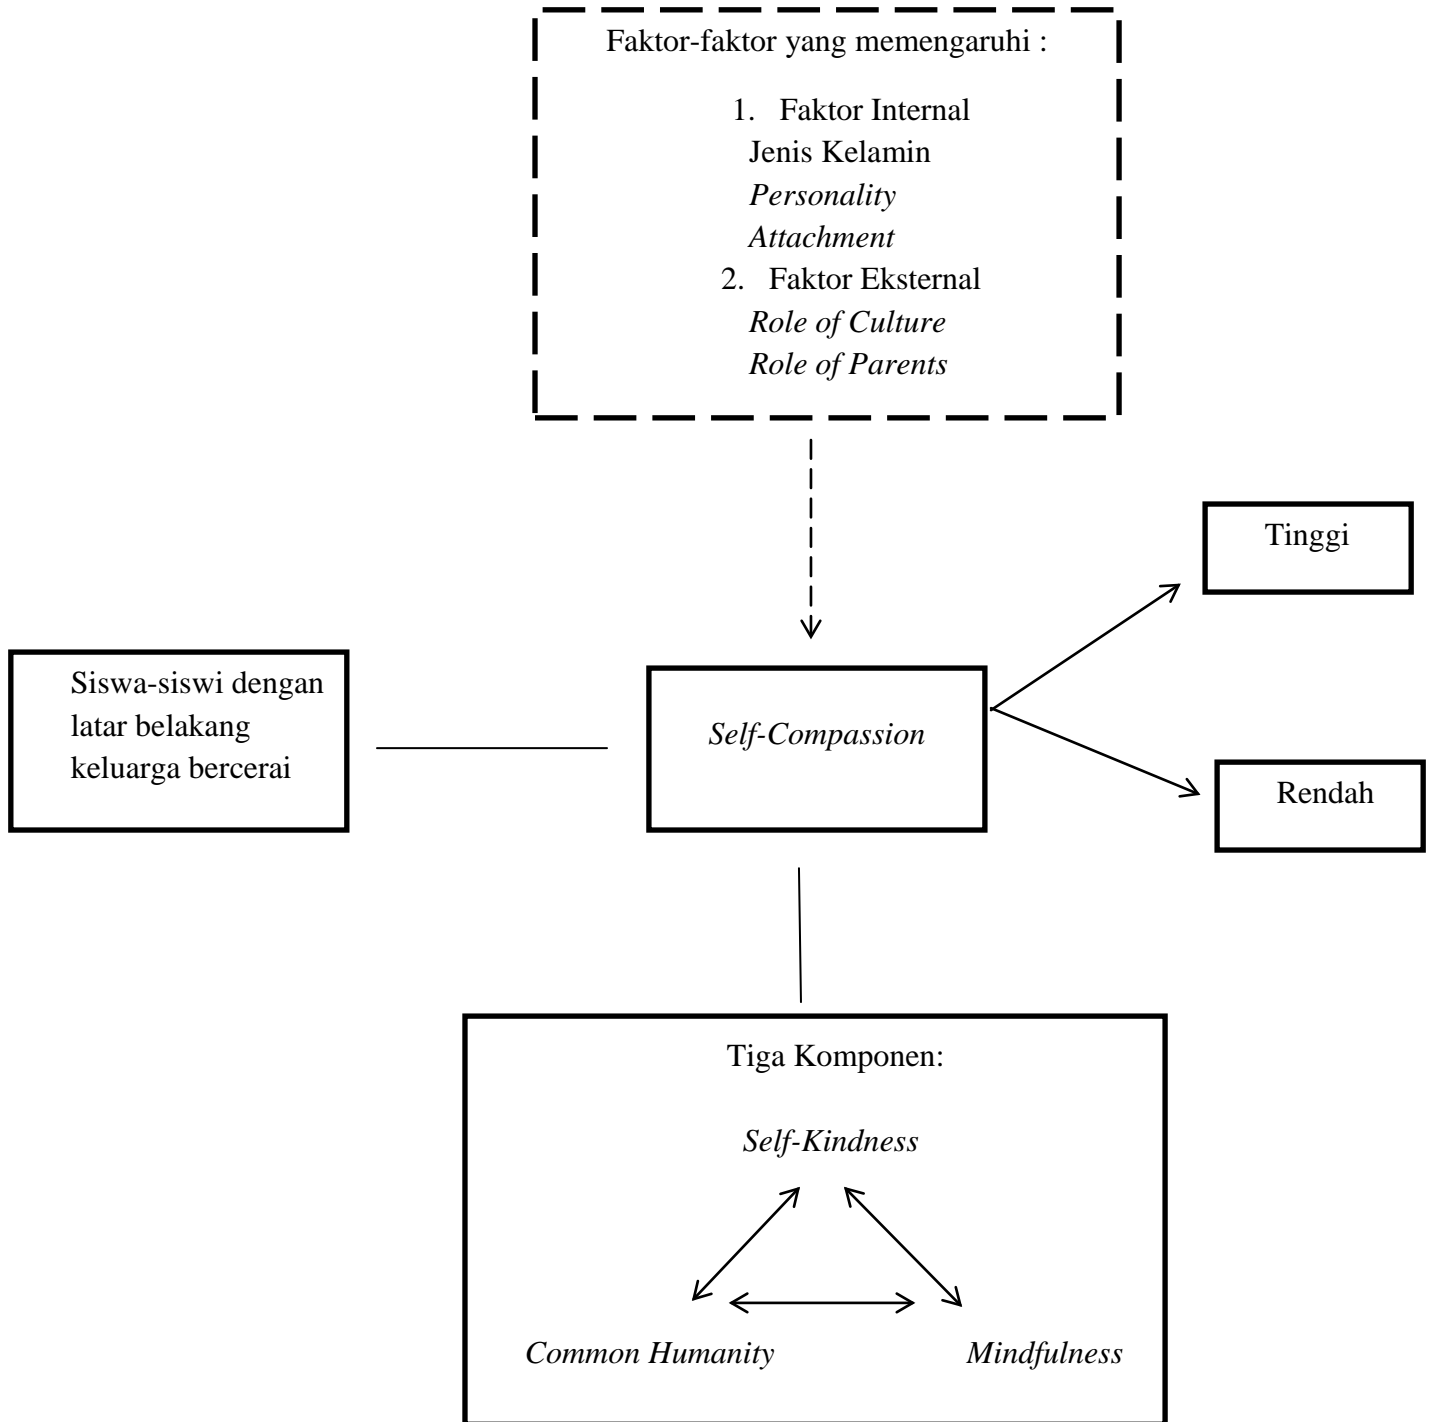 Faktor-faktor yang memengaruhi :
1. Faktor Internal
Jenis Kelamin
Personality
Attachment
2. Faktor Eksternal
Role of Culture
Role of Parents
Tinggi
Siswa-siswi dengan
latar belakang
keluarga bercerai
Self-Compassion
Rendah
Tiga Komponen:
Self-Kindness
Common Humanity
Mindfulness